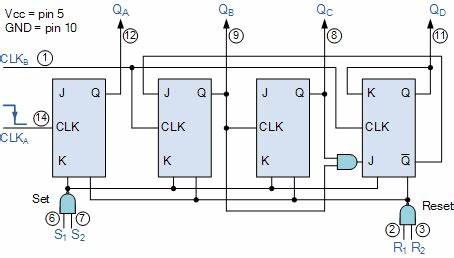 Vcc = pin 5
GND = pin 10
QA QB QC QD
12 9 8 11
CLKB 1
J Q J Q J Q K Q
14 CLK CLK CLK CLK
CLKA
K K K J Q̅
Set Reset
6 7 2 3
S1 S2 R1 R2